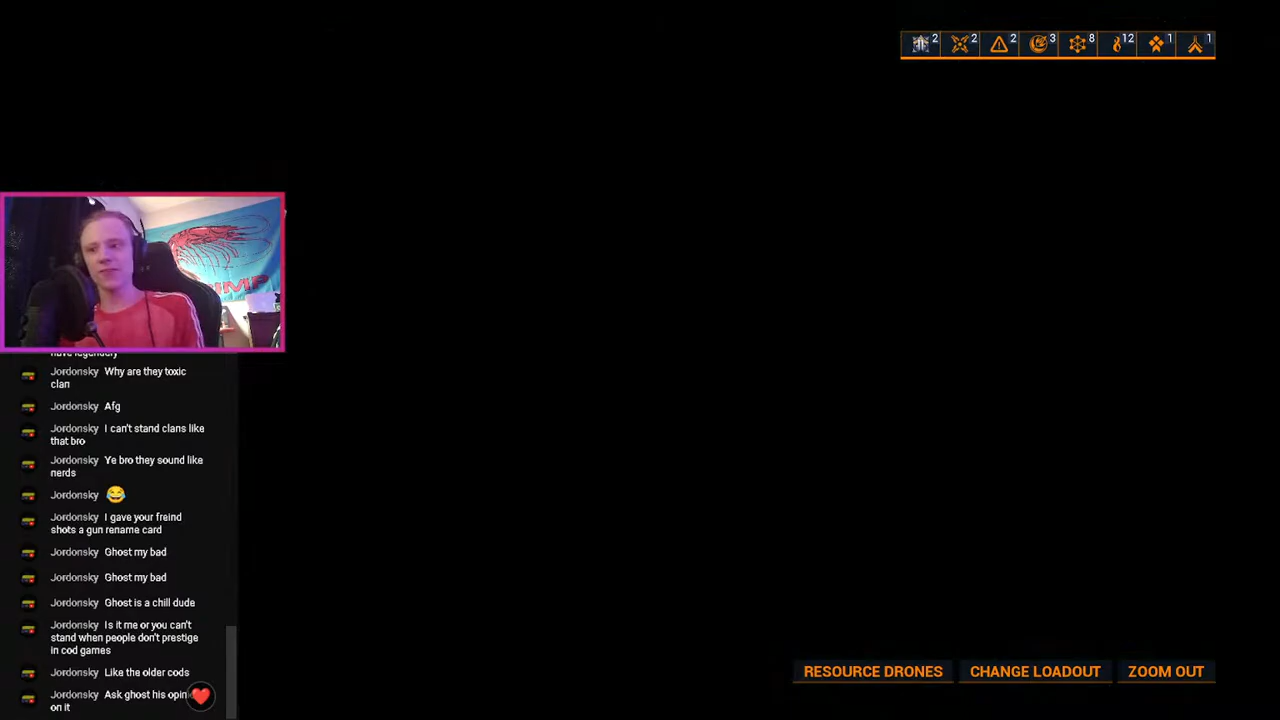 2 2 2 3 8 12 1 1
have legendery
Jordonsky Why are they toxic
clan
Jordonsky Afg
Jordonsky I can't stand clans like
that bro
Jordonsky Ye bro they sound like
nerds
Jordonsky 😂
Jordonsky I gave your freind
shots a gun rename card
Jordonsky Ghost my bad
Jordonsky Ghost my bad
Jordonsky Ghost is a chill dude
Jordonsky Is it me or you can't
stand when people don't prestige
in cod games
Jordonsky Like the older cods
Jordonsky Ask ghost his opin
on it
RESOURCE DRONES CHANGE LOADOUT ZOOM OUT